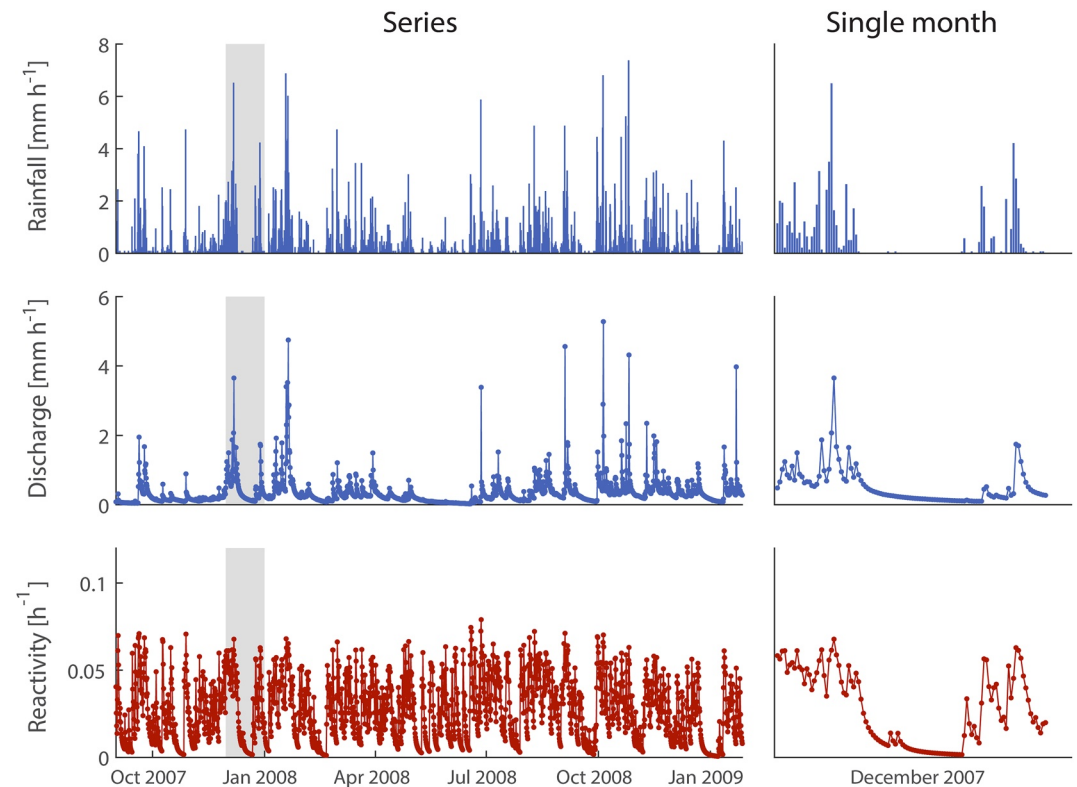 Series
Single month
Rainfall [mm h⁻¹]
8
6
4
2
0
Discharge [mm h⁻¹]
6
4
2
0
Reactivity [h⁻¹]
0.1
0.05
0
Oct 2007 Jan 2008 Apr 2008 Jul 2008 Oct 2008 Jan 2009
December 2007